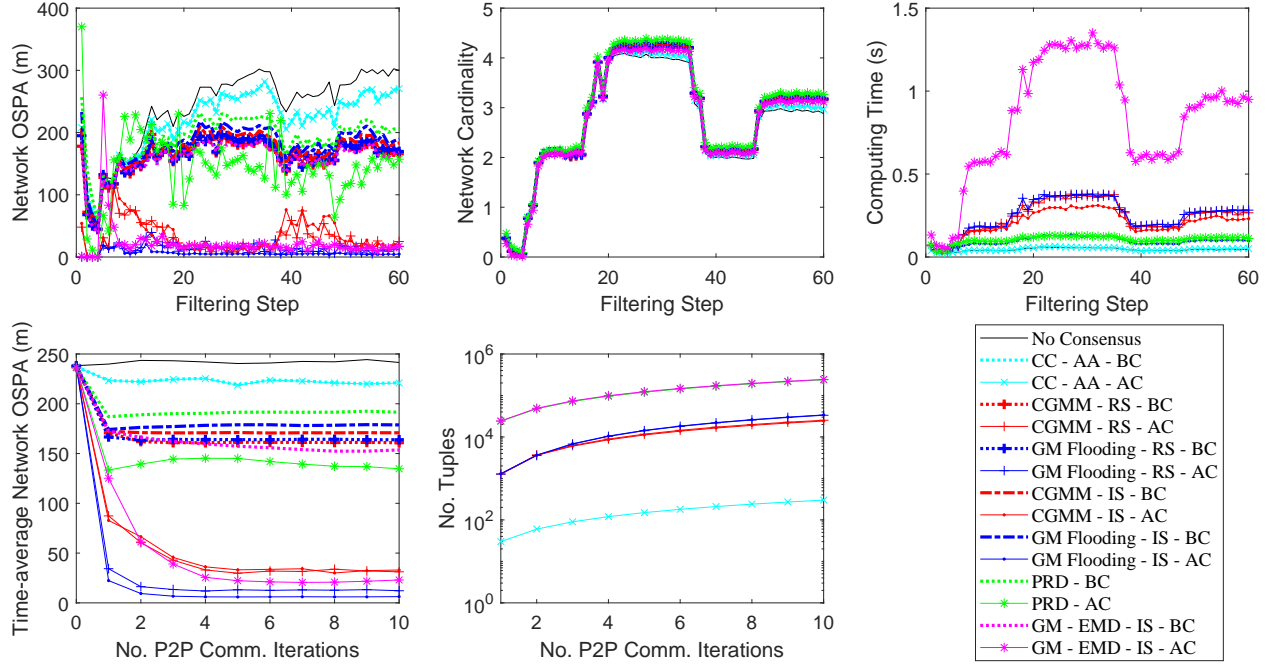 400
300
200
100
0
Network OSPA (m)
0
20
40
60
Filtering Step
6
5
4
3
2
1
0
Network Cardinality
0
20
40
60
Filtering Step
1.5
1
0.5
0
Computing Time (s)
0
20
40
60
Filtering Step
250
200
150
100
50
0
Time-average Network OSPA (m)
0
2
4
6
8
10
No. P2P Comm. Iterations
10^6
10^4
10^2
10^0
No. Tuples
2
4
6
8
10
No. P2P Comm. Iterations
No Consensus
CC - AA - BC
CC - AA - AC
CGMM - RS - BC
CGMM - RS - AC
GM Flooding - RS - BC
GM Flooding - RS - AC
CGMM - IS - BC
CGMM - IS - AC
GM Flooding - IS - BC
GM Flooding - IS - AC
PRD - BC
PRD - AC
GM - EMD - IS - BC
GM - EMD - IS - AC